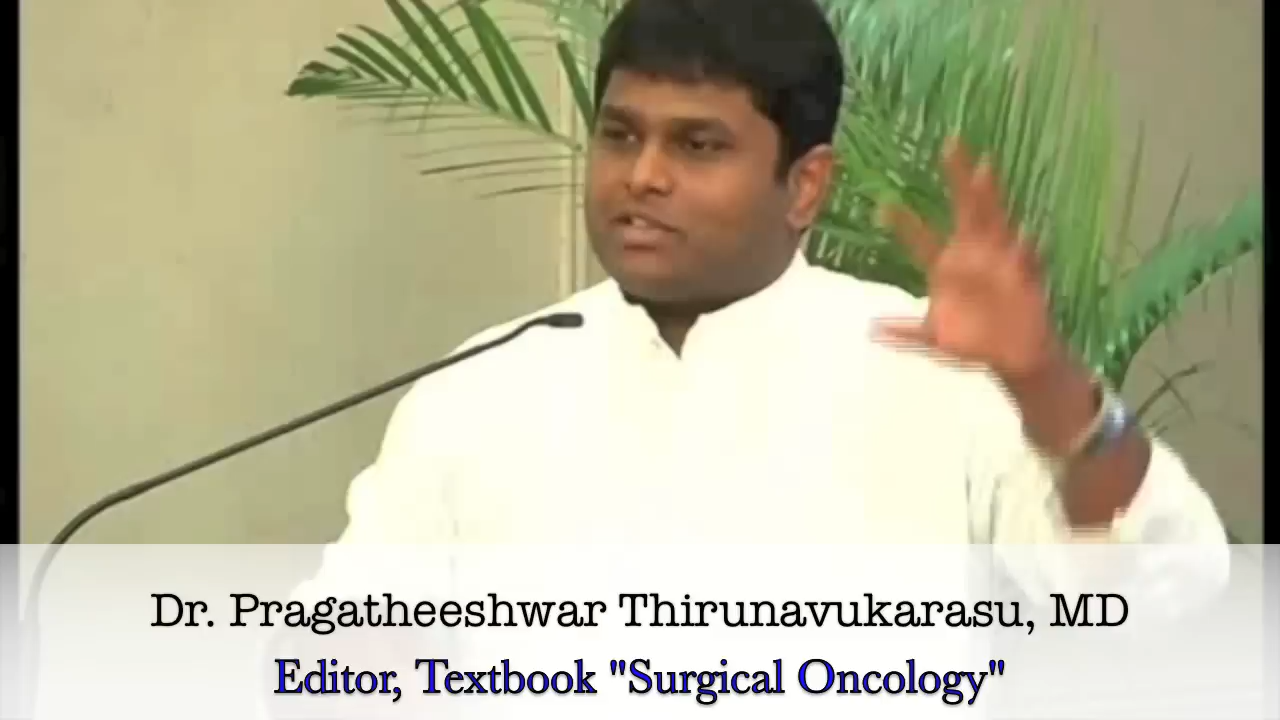 Dr. Pragatheeshwar Thirunavukarasu, MD
Editor, Textbook "Surgical Oncology"